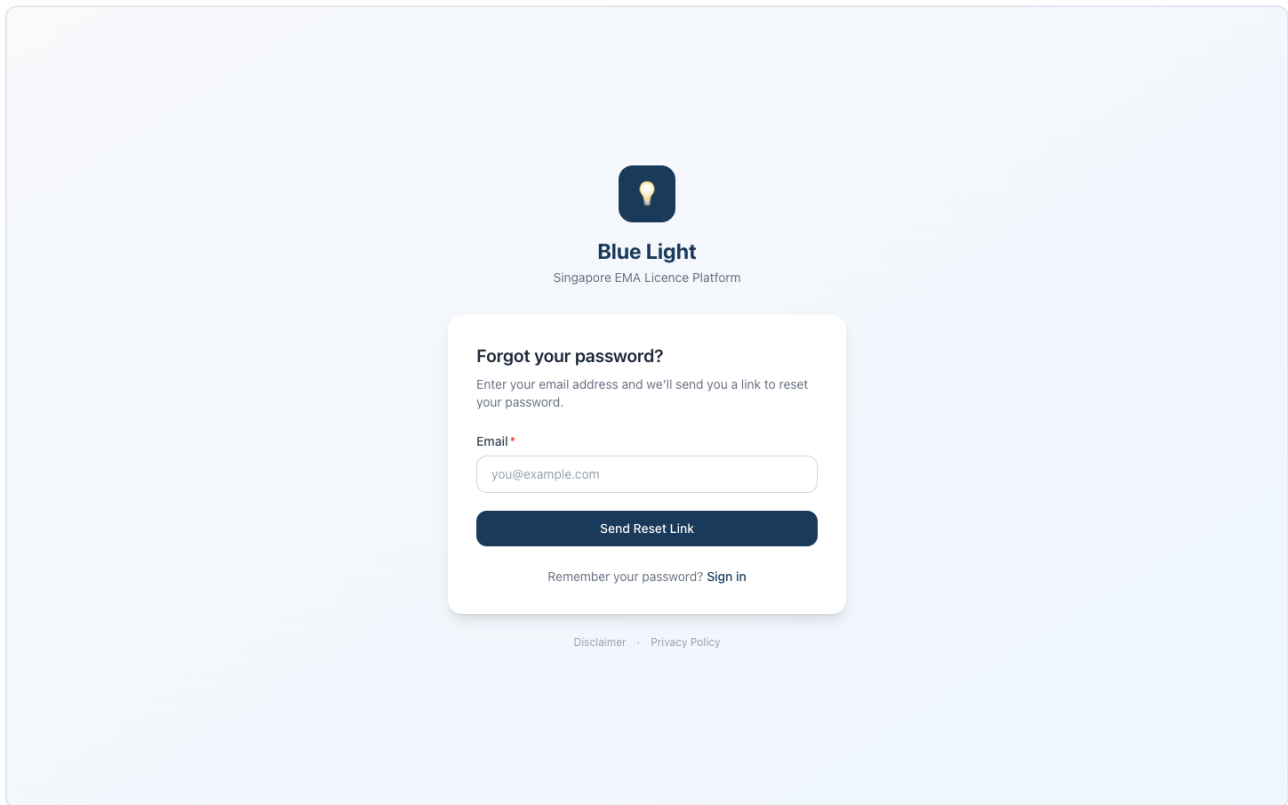 Blue Light
Singapore EMA Licence Platform
Forgot your password?
Enter your email address and we'll send you a link to reset
your password.
Email *
you@example.com
Send Reset Link
Remember your password? Sign in
Disclaimer · Privacy Policy